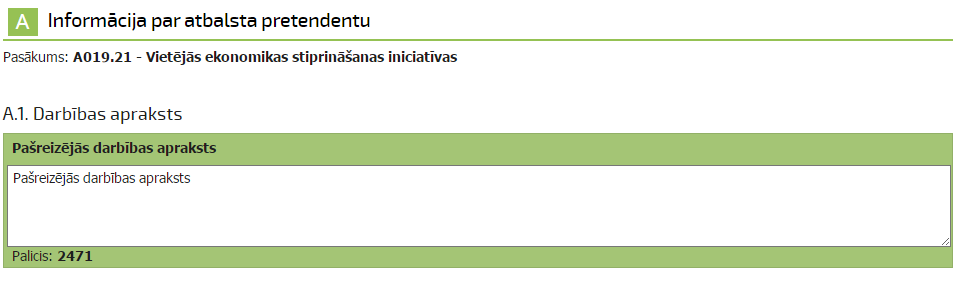 A Informācija par atbalsta pretendentu
Pasākums: A019.21 - Vietējās ekonomikas stiprināšanas iniciatīvas
A.1. Darbības apraksts
Pašreizējās darbības apraksts
Pašreizējās darbības apraksts
Palicis: 2471